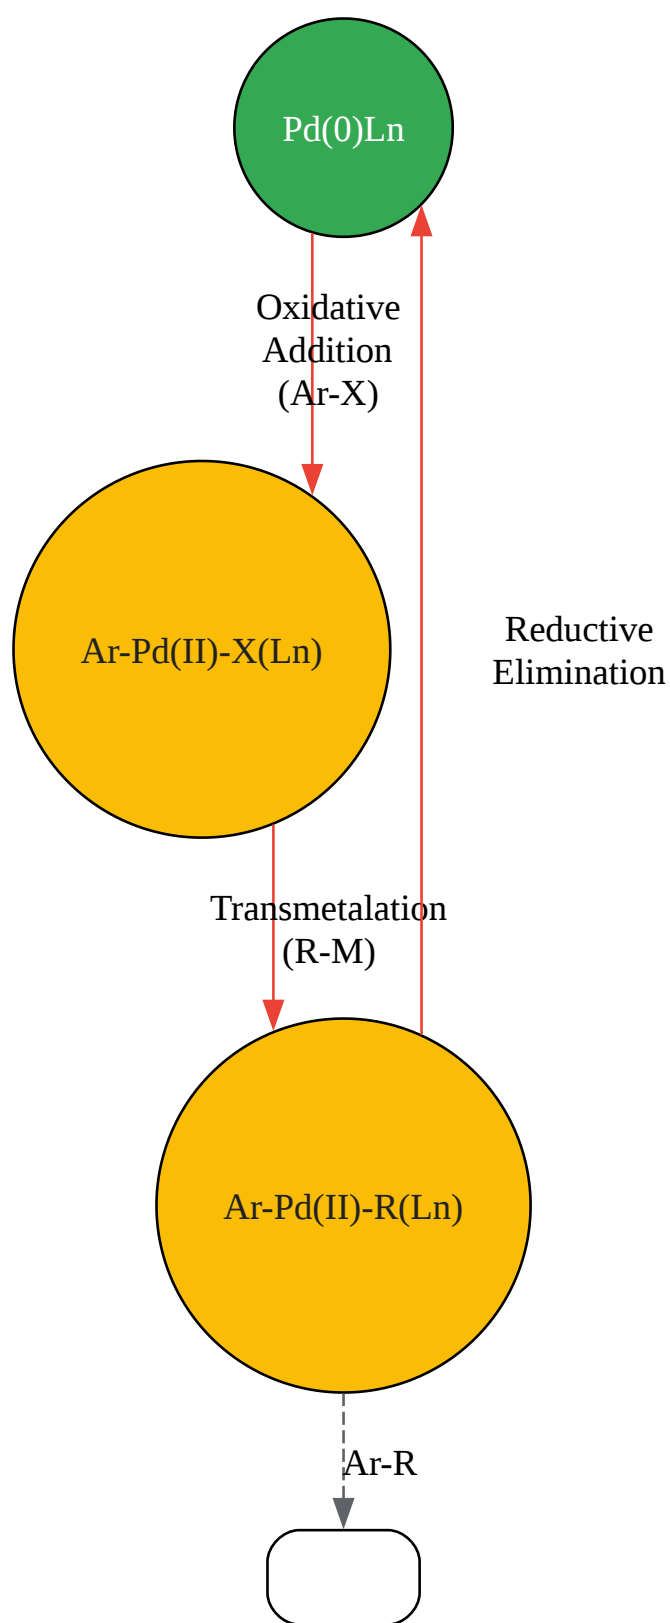 Pd(0)Ln
Oxidative
Addition
(Ar-X)
Ar-Pd(II)-X(Ln)
Reductive
Elimination
Transmetalation
(R-M)
Ar-Pd(II)-R(Ln)
Ar-R